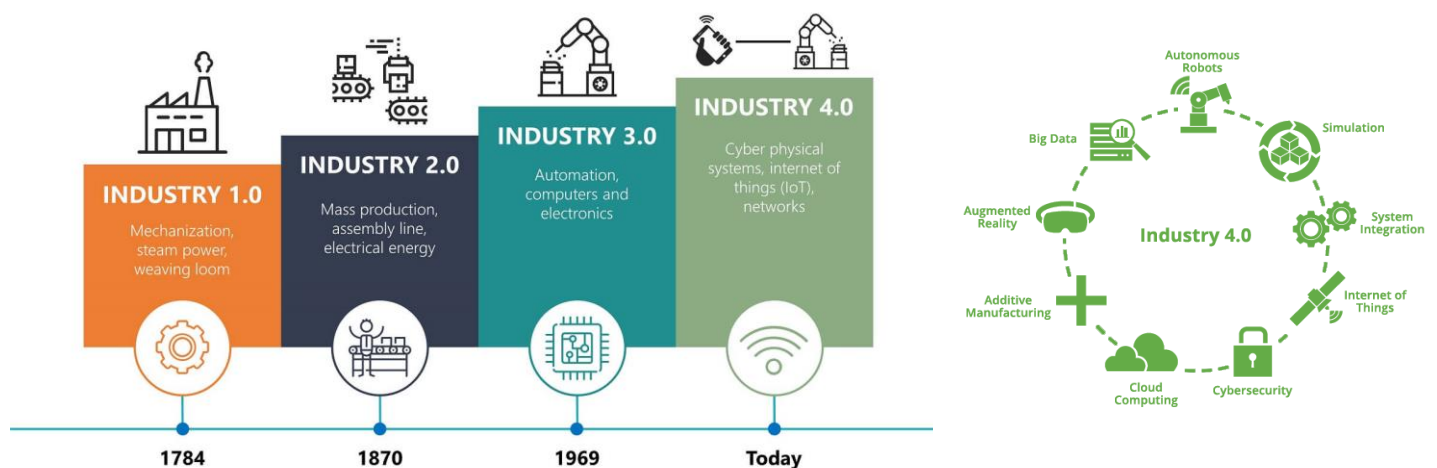 INDUSTRY 1.0
Mechanization,
steam power,
weaving loom
1784
INDUSTRY 2.0
Mass production,
assembly line,
electrical energy
1870
INDUSTRY 3.0
Automation,
computers and
electronics
1969
INDUSTRY 4.0
Cyber physical
systems, internet of
things (IoT),
networks
Today
Industry 4.0
Autonomous
Robots
Simulation
System
Integration
Internet of
Things
Cybersecurity
Cloud
Computing
Additive
Manufacturing
Augmented
Reality
Big Data